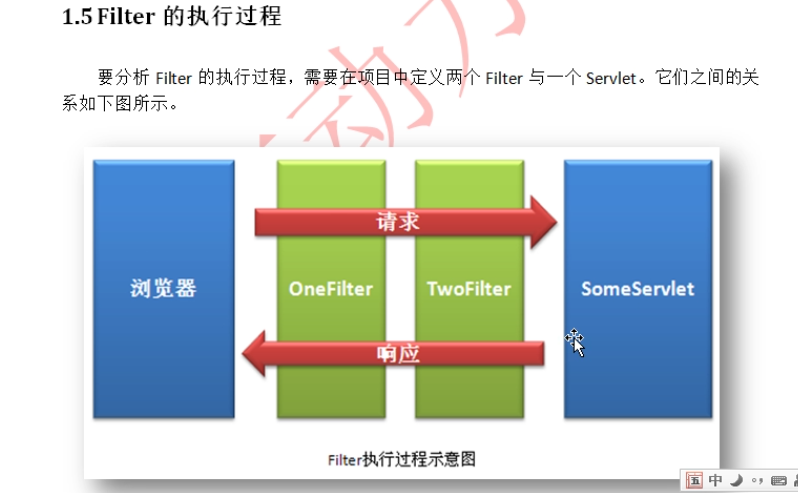 1.5 Filter 的执行过程
要分析 Filter 的执行过程，需要在项目中定义两个 Filter 与一个 Servlet。它们之间的关
系如下图所示。
请求
浏览器
OneFilter
TwoFilter
SomeServlet
响应
Filter执行过程示意图
五 中